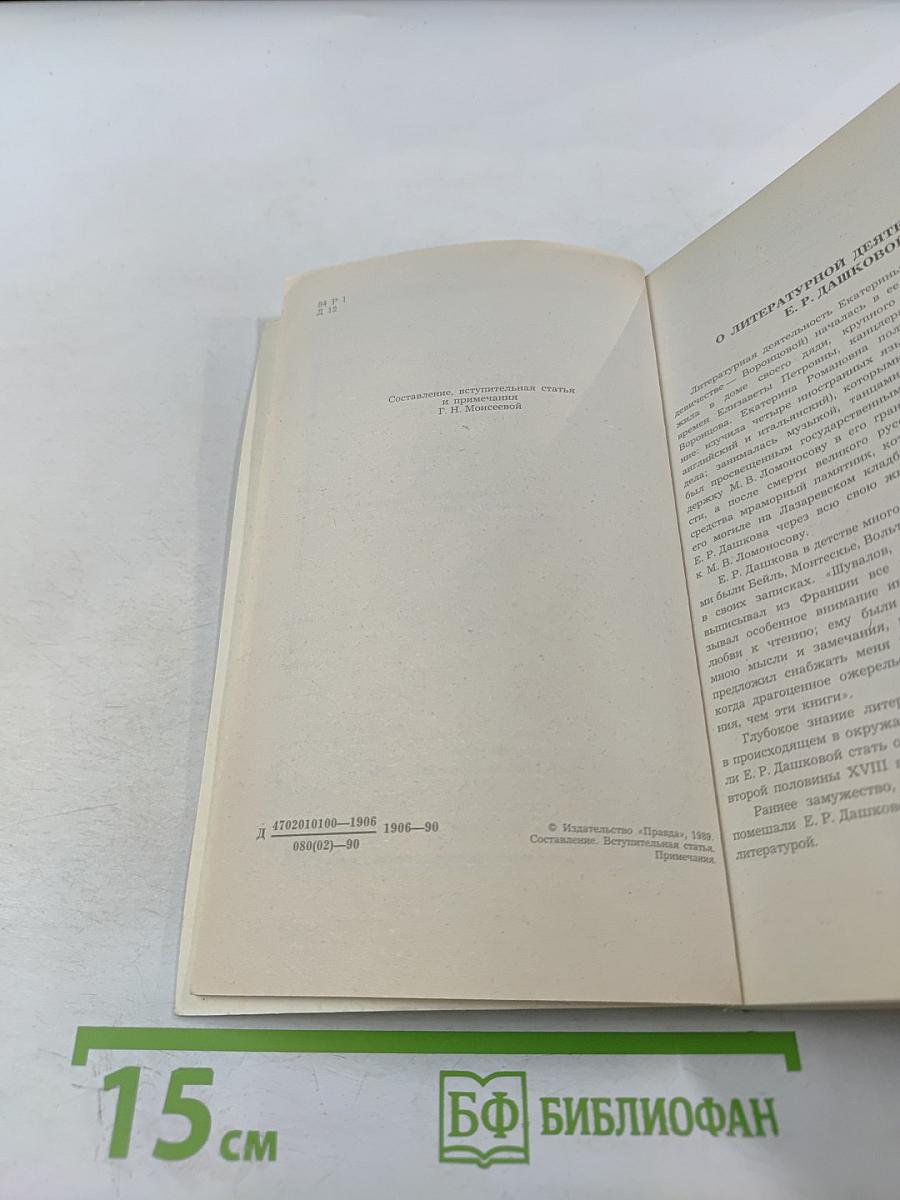 84 Р 1
Д 12
Составление, вступительная статья
и примечания
Г. Н. Моисеевой
Д 4702010100—1906 1906—90
080(02)—90
© Издательство «Правда», 1989.
Составление. Вступительная статья.
Примечания.
О ЛИТЕРАТУРНОЙ
Е. Р. ДАШКОВОЙ
Литературная деятельность Екатерины
девичестве — Воронцовой) началась в ее
жила в доме своего дяди, крупного
времен Елизаветы Петровны, канцлера
Воронцова. Екатерина Романовна
ние: изучила четыре иностранных
английский и итальянский), которыми
дела; занималась музыкой, танцами,
был просвещенным государственным
держку М. В. Ломоносову в его
сти, а после смерти великого
средства мраморный памятник,
его могиле на Лазаревском
Е. Р. Дашкова через всю свою
к М. В. Ломоносову.
Е. Р. Дашкова в детстве много
ми были Бейль, Монтескье,
в своих записках. «Шувалов,
выписывал из Франции все
зывал особенное внимание
любви к чтению; ему были
мною мысли и замечания,
предложил снабжать меня
когда драгоценное
ния, чем эти книги».
Глубокое знание
в происходящем в
ли Е. Р. Дашковой стать
второй половины XVIII
Раннее замужество,
помешали Е. Р.
литературой.
15 см
БФ БИБЛИОФАН